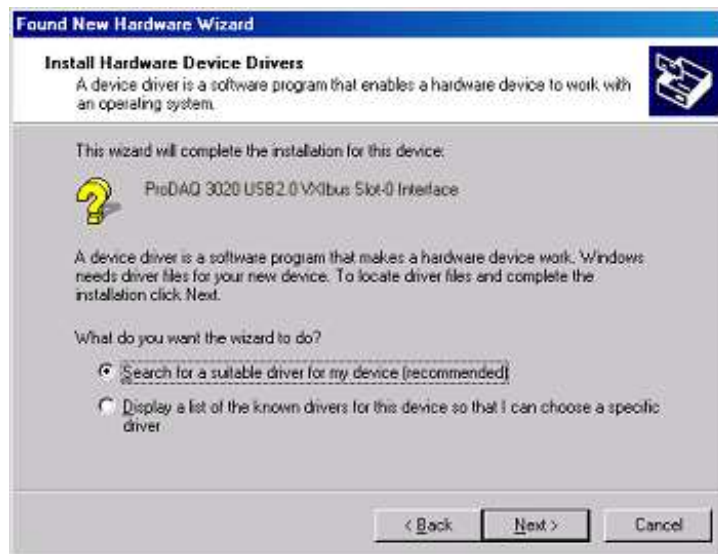 Found New Hardware Wizard
Install Hardware Device Drivers
A device driver is a software program that enables a hardware device to work with
an operating system.
This wizard will complete the installation for this device:
ProDAQ 3020 USB2.0 VXIbus Slot-0 Interface
A device driver is a software program that makes a hardware device work. Windows
needs driver files for your new device. To locate driver files and complete the
installation click Next.
What do you want the wizard to do?
Search for a suitable driver for my device (recommended)
Display a list of the known drivers for this device so that I can choose a specific
driver
< Back
Next >
Cancel